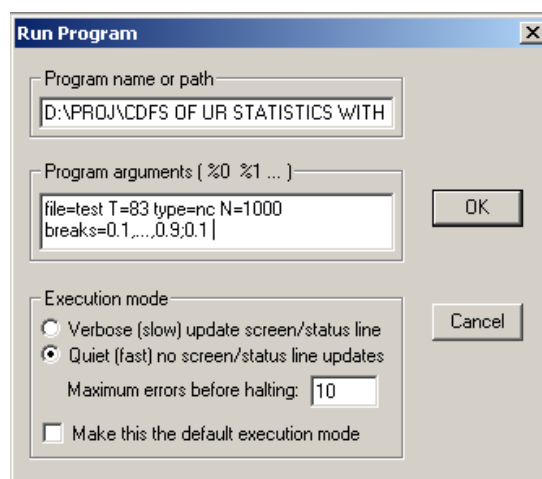 Run Program
Program name or path
D:\PROJ\CDFS OF UR STATISTICS WITH
Program arguments ( %0 %1 ... )
file=test T=83 type=nc N=1000
breaks=0.1,...,0.9;0.1
OK
Execution mode
Verbose (slow) update screen/status line
Quiet (fast) no screen/status line updates
Maximum errors before halting: 10
Make this the default execution mode
Cancel